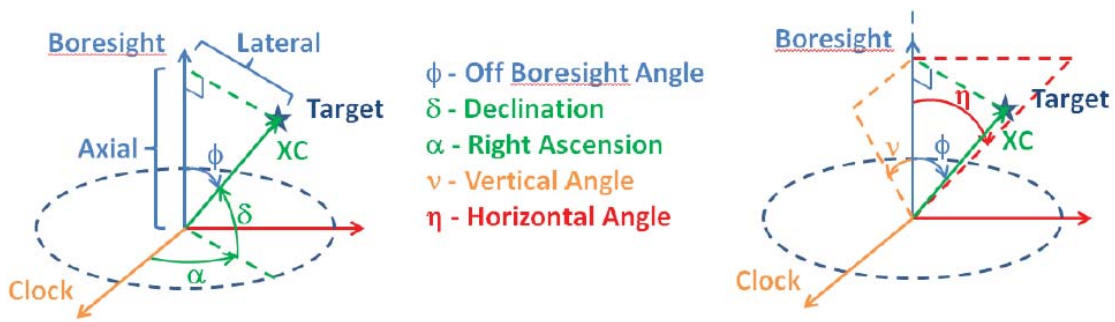 Boresight
Lateral
Target
XC
Axial
ϕ
δ
α
Clock
ϕ - Off Boresight Angle
δ - Declination
α - Right Ascension
ν - Vertical Angle
η - Horizontal Angle
Boresight
η
Target
XC
ν
ϕ
Clock